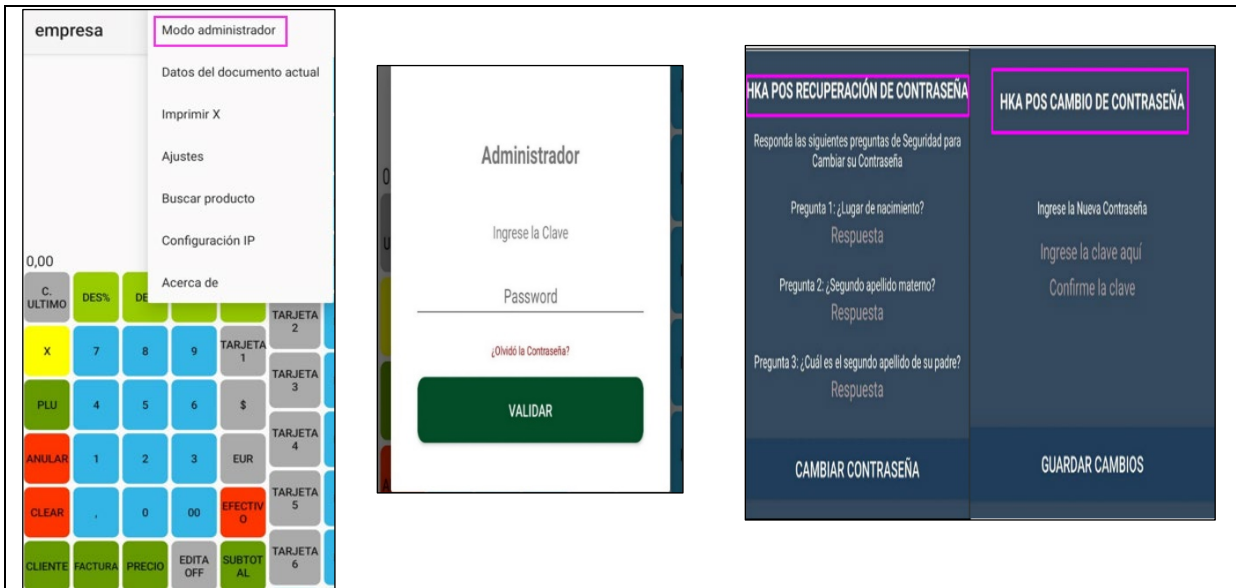 empresa
Modo administrador
Datos del documento actual
Imprimir X
Ajustes
Buscar producto
Configuración IP
Acerca de
0,00
C. ULTIMO
DES%
DE
TARJETA 2
X
7
8
9
TARJETA 1
TARJETA 3
PLU
4
5
6
$
TARJETA 4
ANULAR
1
2
3
EUR
TARJETA 5
CLEAR
,
0
00
EFECTIV O
CLIENTE
FACTURA
PRECIO
EDITA OFF
SUBTOT AL
TARJETA 6
0
U
A
Administrador
Ingrese la Clave
Password
¿Olvidó la Contraseña?
VALIDAR
HKA POS RECUPERACIÓN DE CONTRASEÑA
Responda las siguientes preguntas de Seguridad para
Cambiar su Contraseña
Pregunta 1: ¿Lugar de nacimiento?
Respuesta
Pregunta 2: ¿Segundo apellido materno?
Respuesta
Pregunta 3: ¿Cuál es el segundo apellido de su padre?
Respuesta
CAMBIAR CONTRASEÑA
HKA POS CAMBIO DE CONTRASEÑA
Ingrese la Nueva Contraseña
Ingrese la clave aquí
Confirme la clave
GUARDAR CAMBIOS